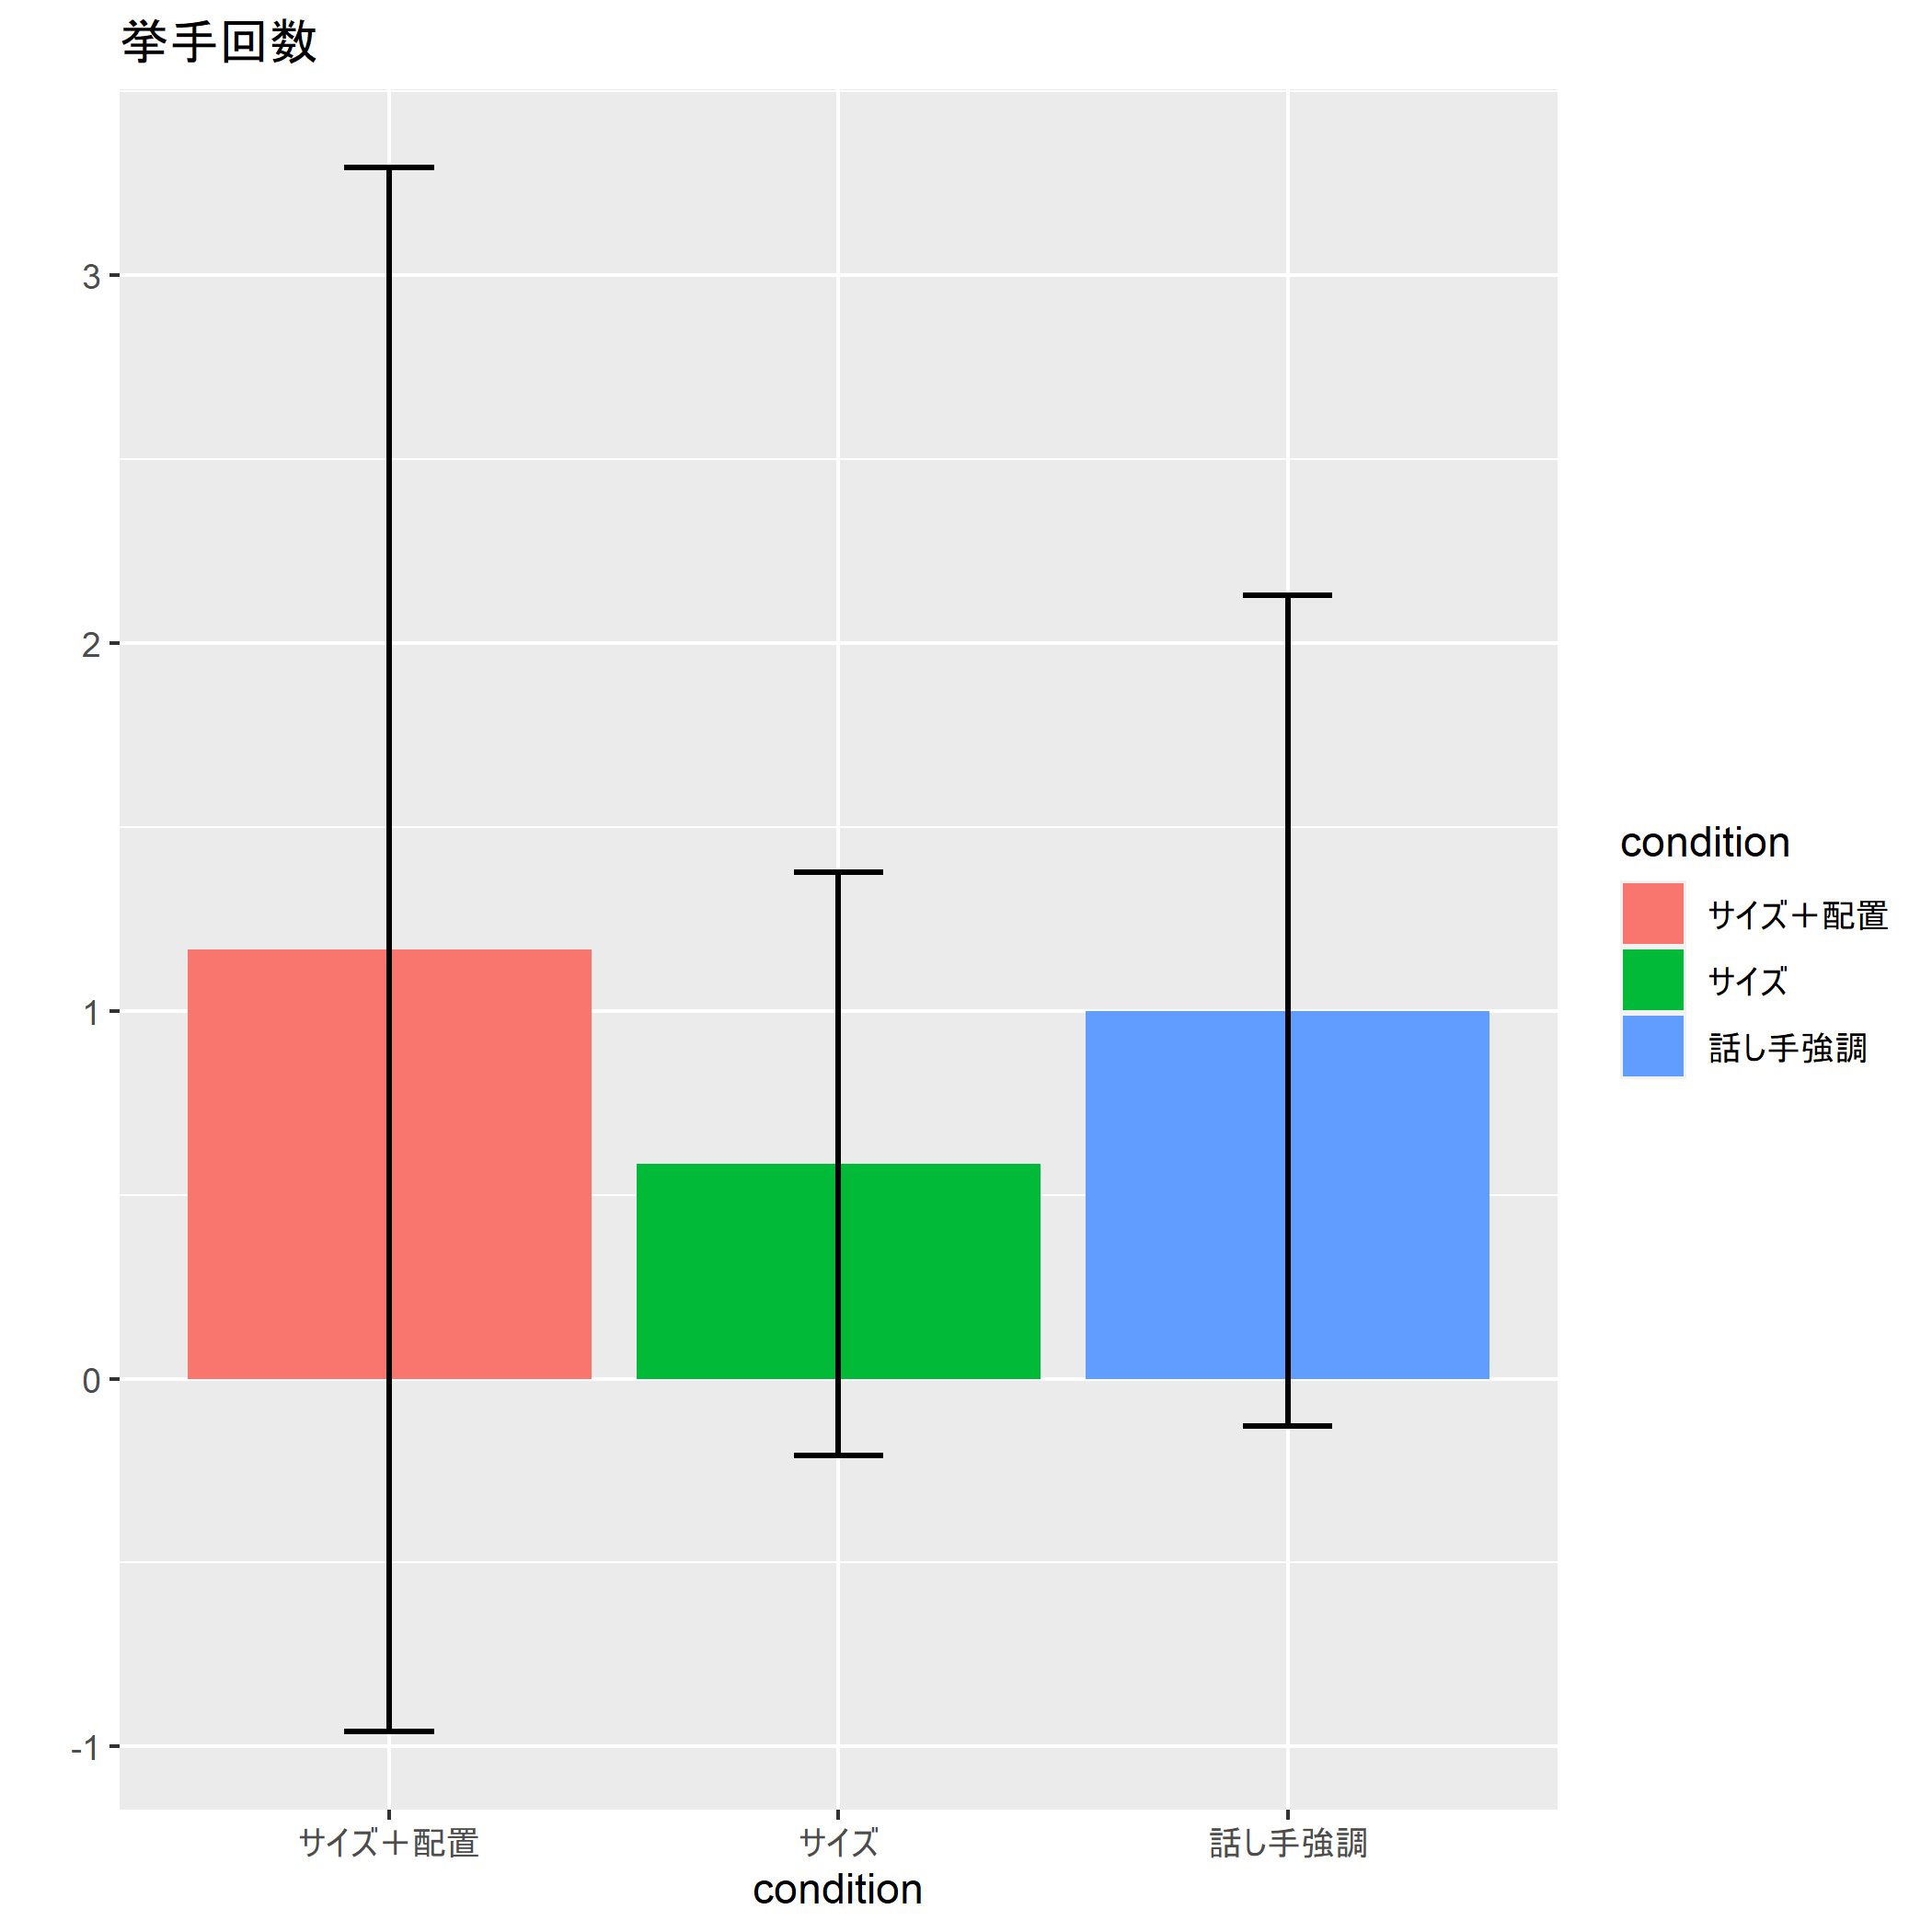 挙手回数
3
2
1
0
-1
サイズ＋配置
サイズ
話し手強調
condition
condition
サイズ＋配置
サイズ
話し手強調